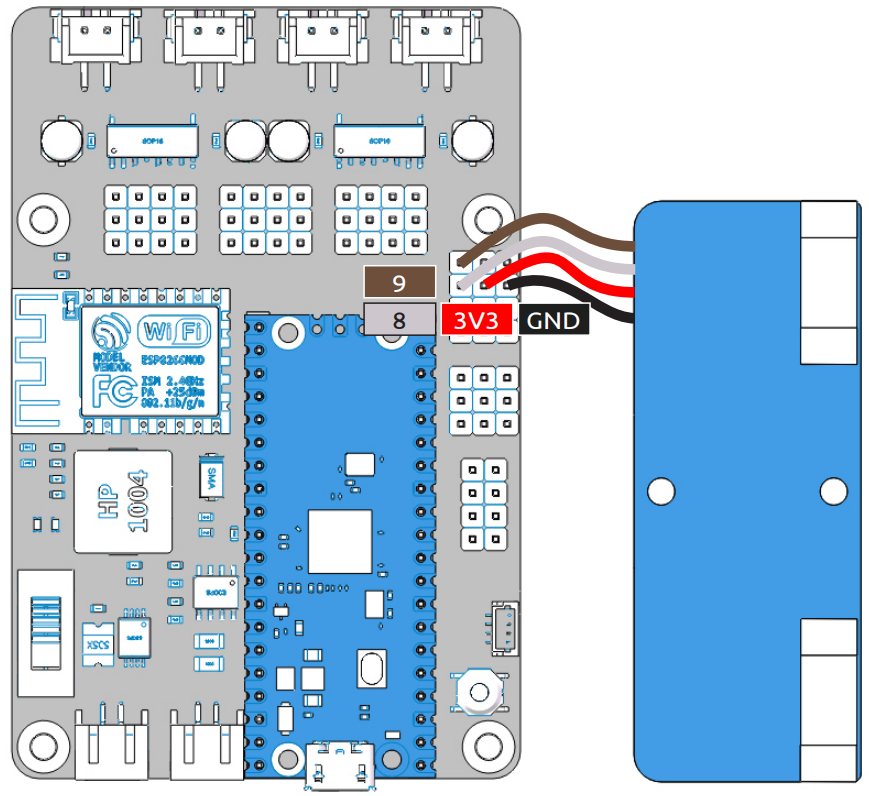 SOP16
SOP16
9
8
3V3
GND
WiFi
MODEL
VENDOR
ESP8266MOD
FC
ISM 2.4GHz
PA +25dBm
802.11b/g/n
HP
1004
SMA